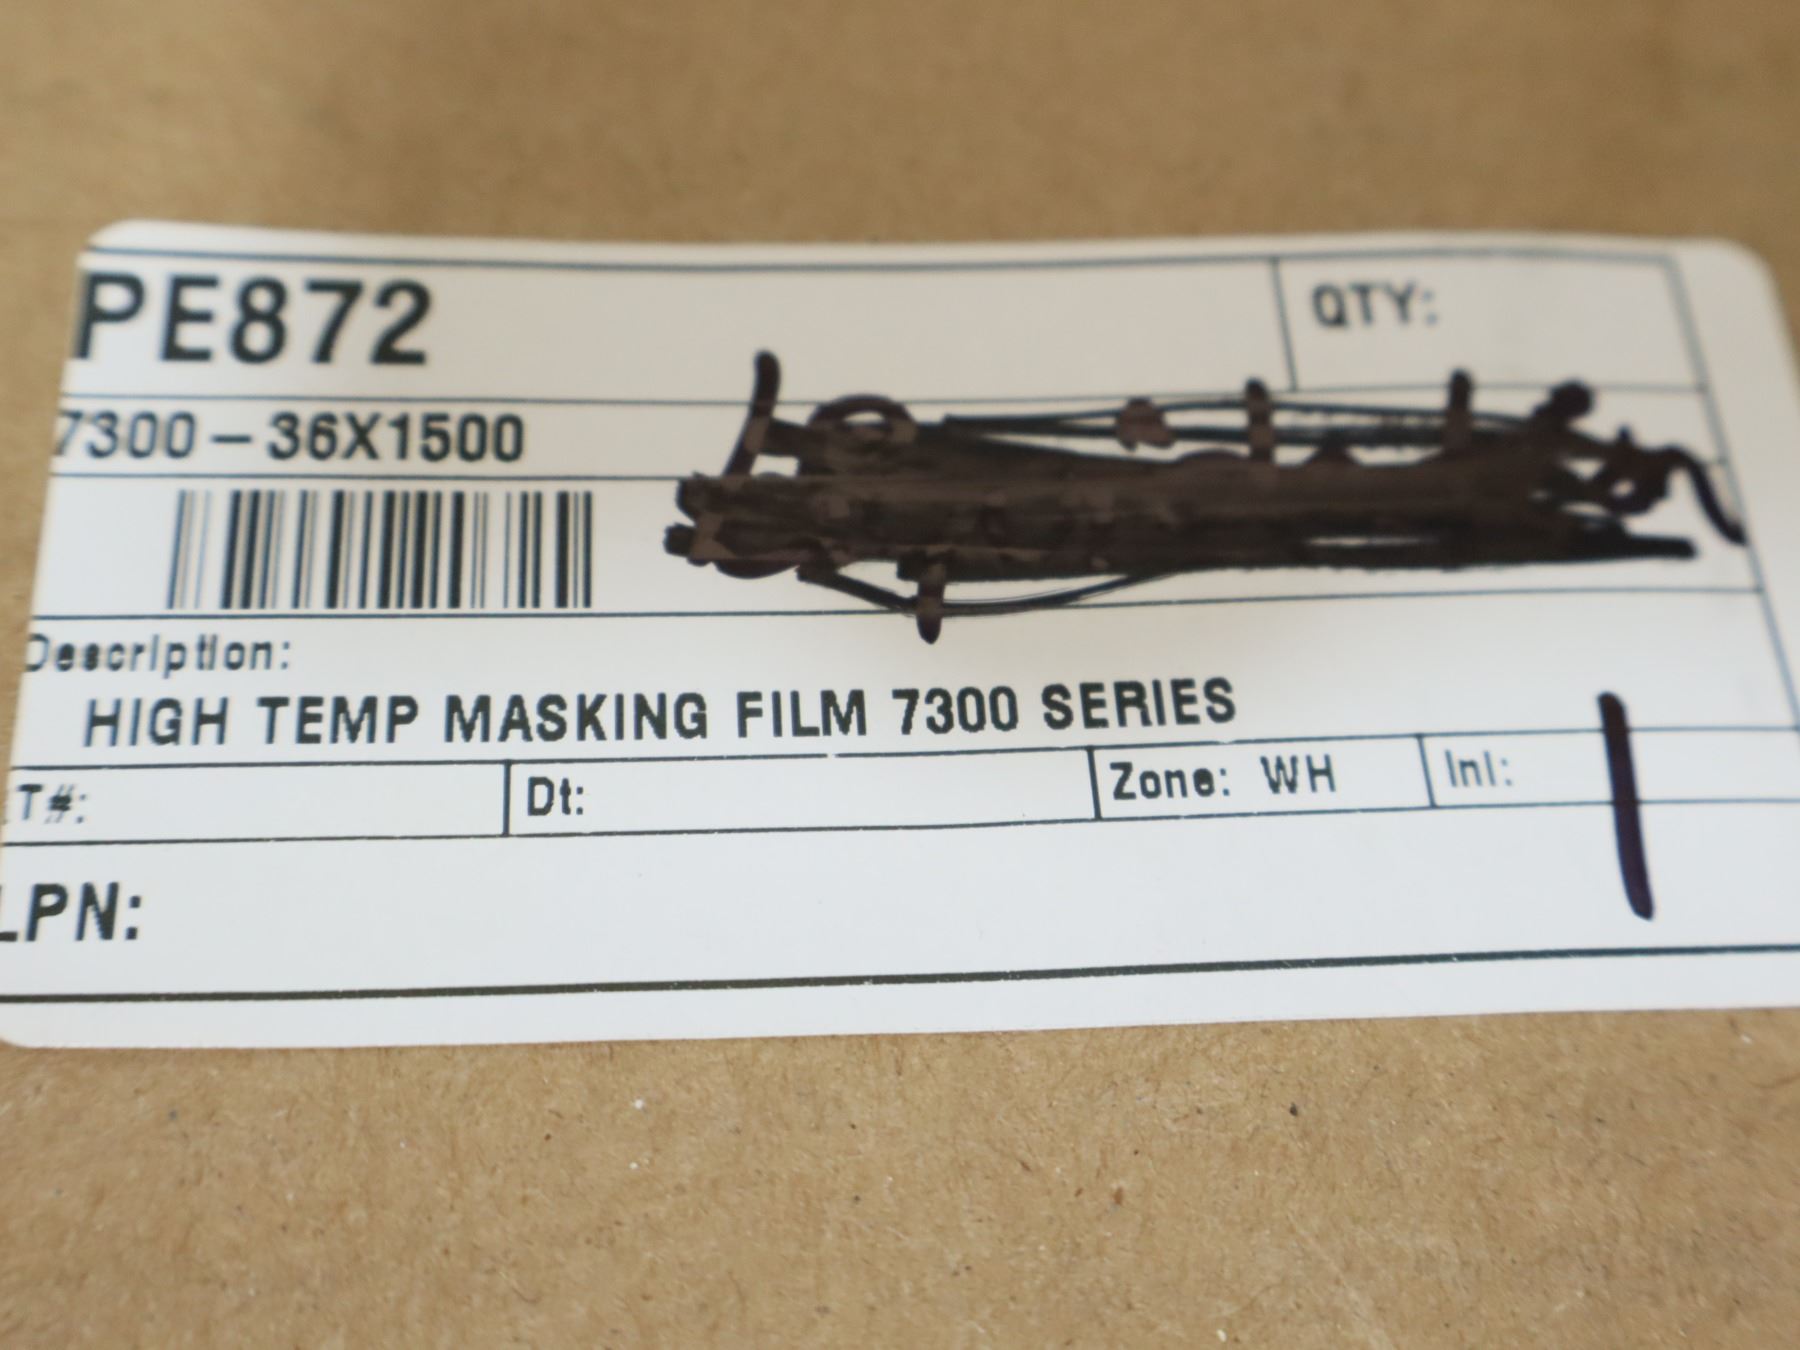 PE872
QTY:
7300-36X1500
Description:
HIGH TEMP MASKING FILM 7300 SERIES
T#:
Dt:
Zone: WH
Inl:
LPN: